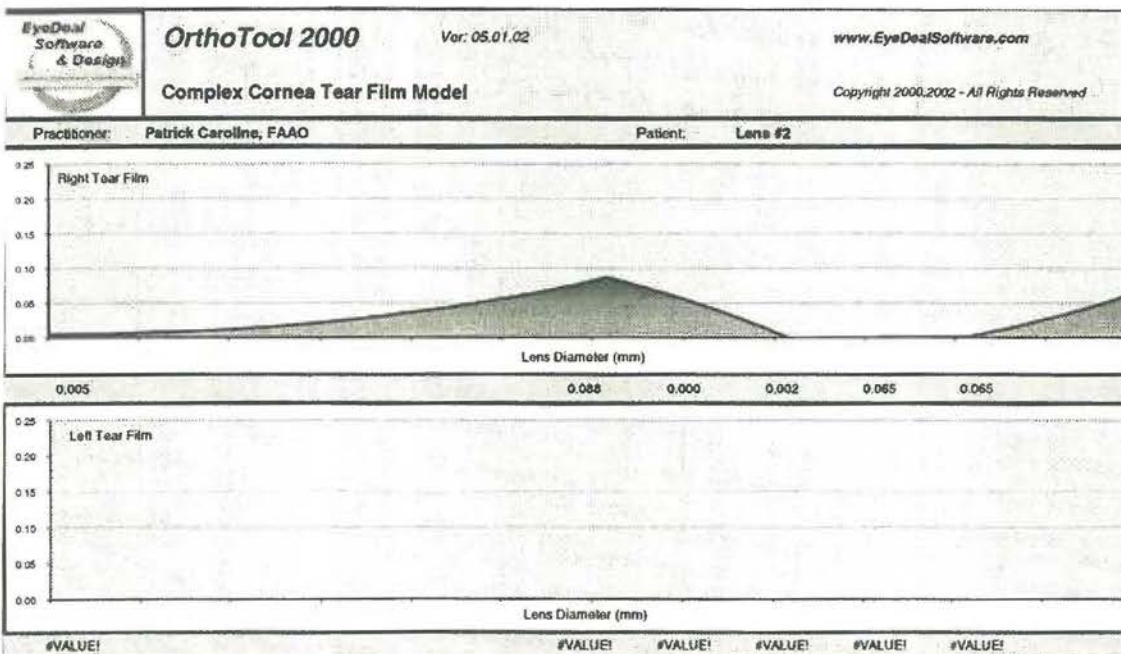 EyeDeal
Software
& Design
OrthoTool 2000 Ver: 05.01.02 www.EyeDealSoftware.com
Complex Cornea Tear Film Model Copyright 2000,2002 - All Rights Reserved
Practitioner: Patrick Caroline, FAAO Patient: Lens #2
Right Tear Film
0.25
0.20
0.15
0.10
0.05
0.00
Lens Diameter (mm)
0.005 0.088 0.000 0.002 0.065 0.065
Left Tear Film
0.25
0.20
0.15
0.10
0.05
0.00
Lens Diameter (mm)
#VALUE! #VALUE! #VALUE! #VALUE! #VALUE! #VALUE!